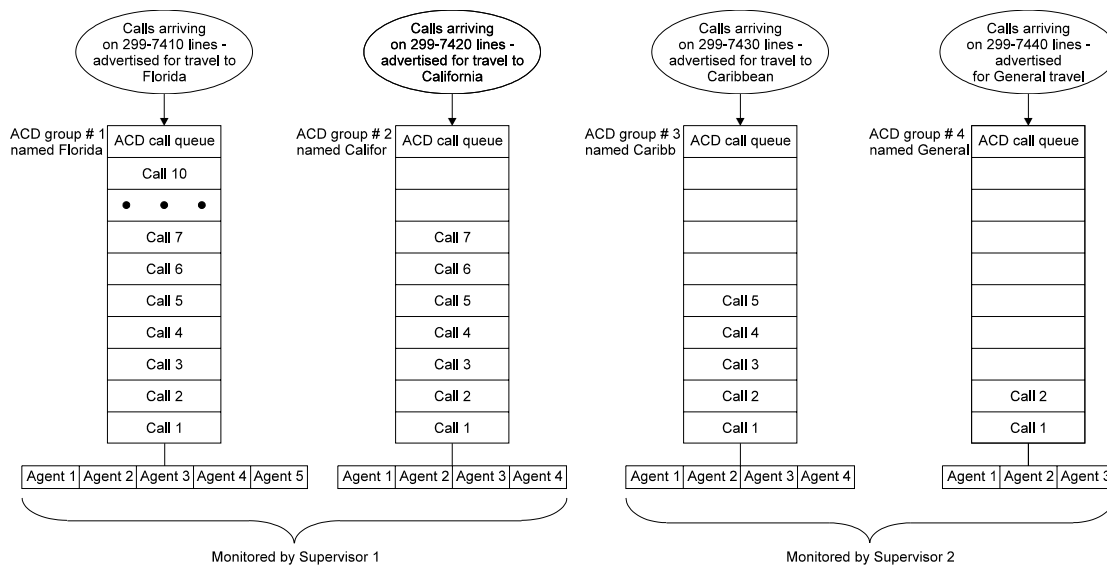 Calls arriving
on 299-7410 lines -
advertised for travel to
Florida
Calls arriving
on 299-7420 lines -
advertised for travel to
California
Calls arriving
on 299-7430 lines -
advertised for travel to
Caribbean
Calls arriving
on 299-7440 lines -
advertised
for General travel
ACD group # 1
named Florida
ACD call queue
Call 10
Call 7
Call 6
Call 5
Call 4
Call 3
Call 2
Call 1
Agent 1 Agent 2 Agent 3 Agent 4 Agent 5
ACD group # 2
named Califor
ACD call queue
Call 7
Call 6
Call 5
Call 4
Call 3
Call 2
Call 1
Agent 1 Agent 2 Agent 3 Agent 4
Monitored by Supervisor 1
ACD group # 3
named Caribb
ACD call queue
Call 5
Call 4
Call 3
Call 2
Call 1
Agent 1 Agent 2 Agent 3 Agent 4
ACD group # 4
named General
ACD call queue
Call 2
Call 1
Agent 1 Agent 2 Agent 3
Monitored by Supervisor 2